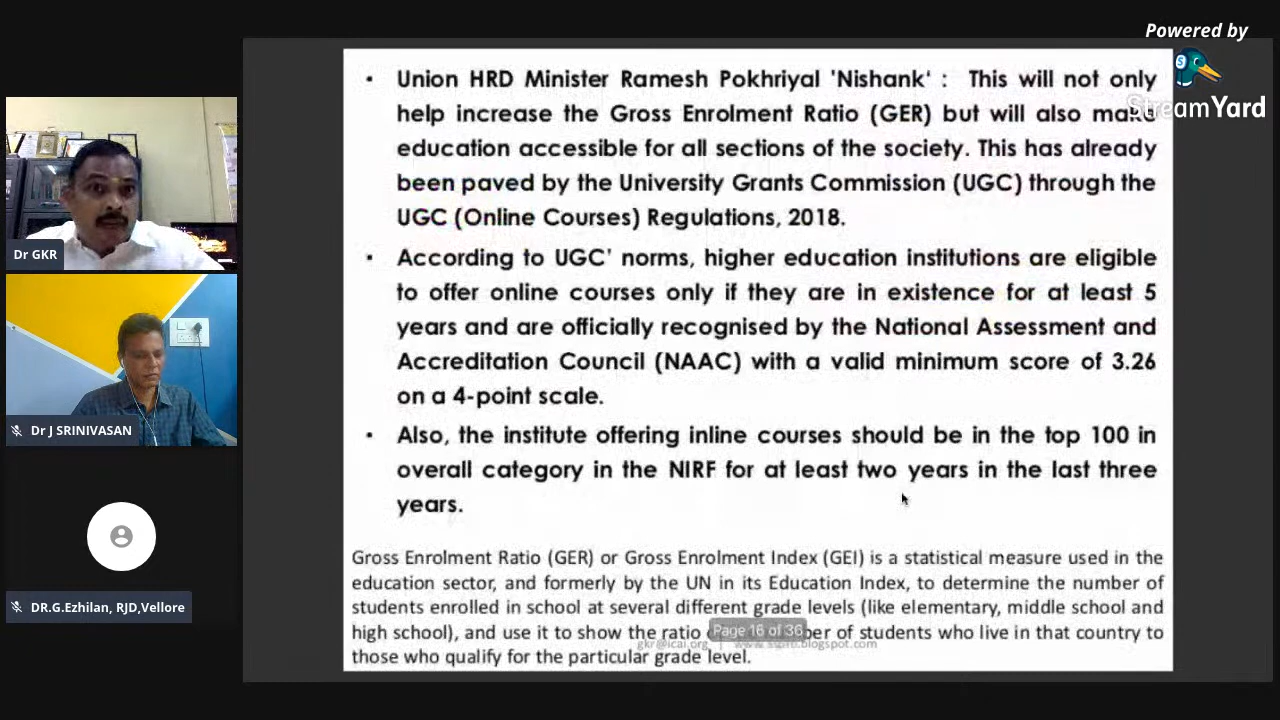 Powered by
StreamYard
Dr GKR
Dr J SRINIVASAN
DR.G.Ezhilan, RJD,Vellore
▪ Union HRD Minister Ramesh Pokhriyal 'Nishank' : This will not only
help increase the Gross Enrolment Ratio (GER) but will also make
education accessible for all sections of the society. This has already
been paved by the University Grants Commission (UGC) through the
UGC (Online Courses) Regulations, 2018.
▪ According to UGC' norms, higher education institutions are eligible
to offer online courses only if they are in existence for at least 5
years and are officially recognised by the National Assessment and
Accreditation Council (NAAC) with a valid minimum score of 3.26
on a 4-point scale.
▪ Also, the institute offering inline courses should be in the top 100 in
overall category in the NIRF for at least two years in the last three
years.
Gross Enrolment Ratio (GER) or Gross Enrolment Index (GEI) is a statistical measure used in the
education sector, and formerly by the UN in its Education Index, to determine the number of
students enrolled in school at several different grade levels (like elementary, middle school and
high school), and use it to show the ratio of students who live in that country to
Page 16 of 36
gkr@icai.org |
those who qualify for the particular grade level.